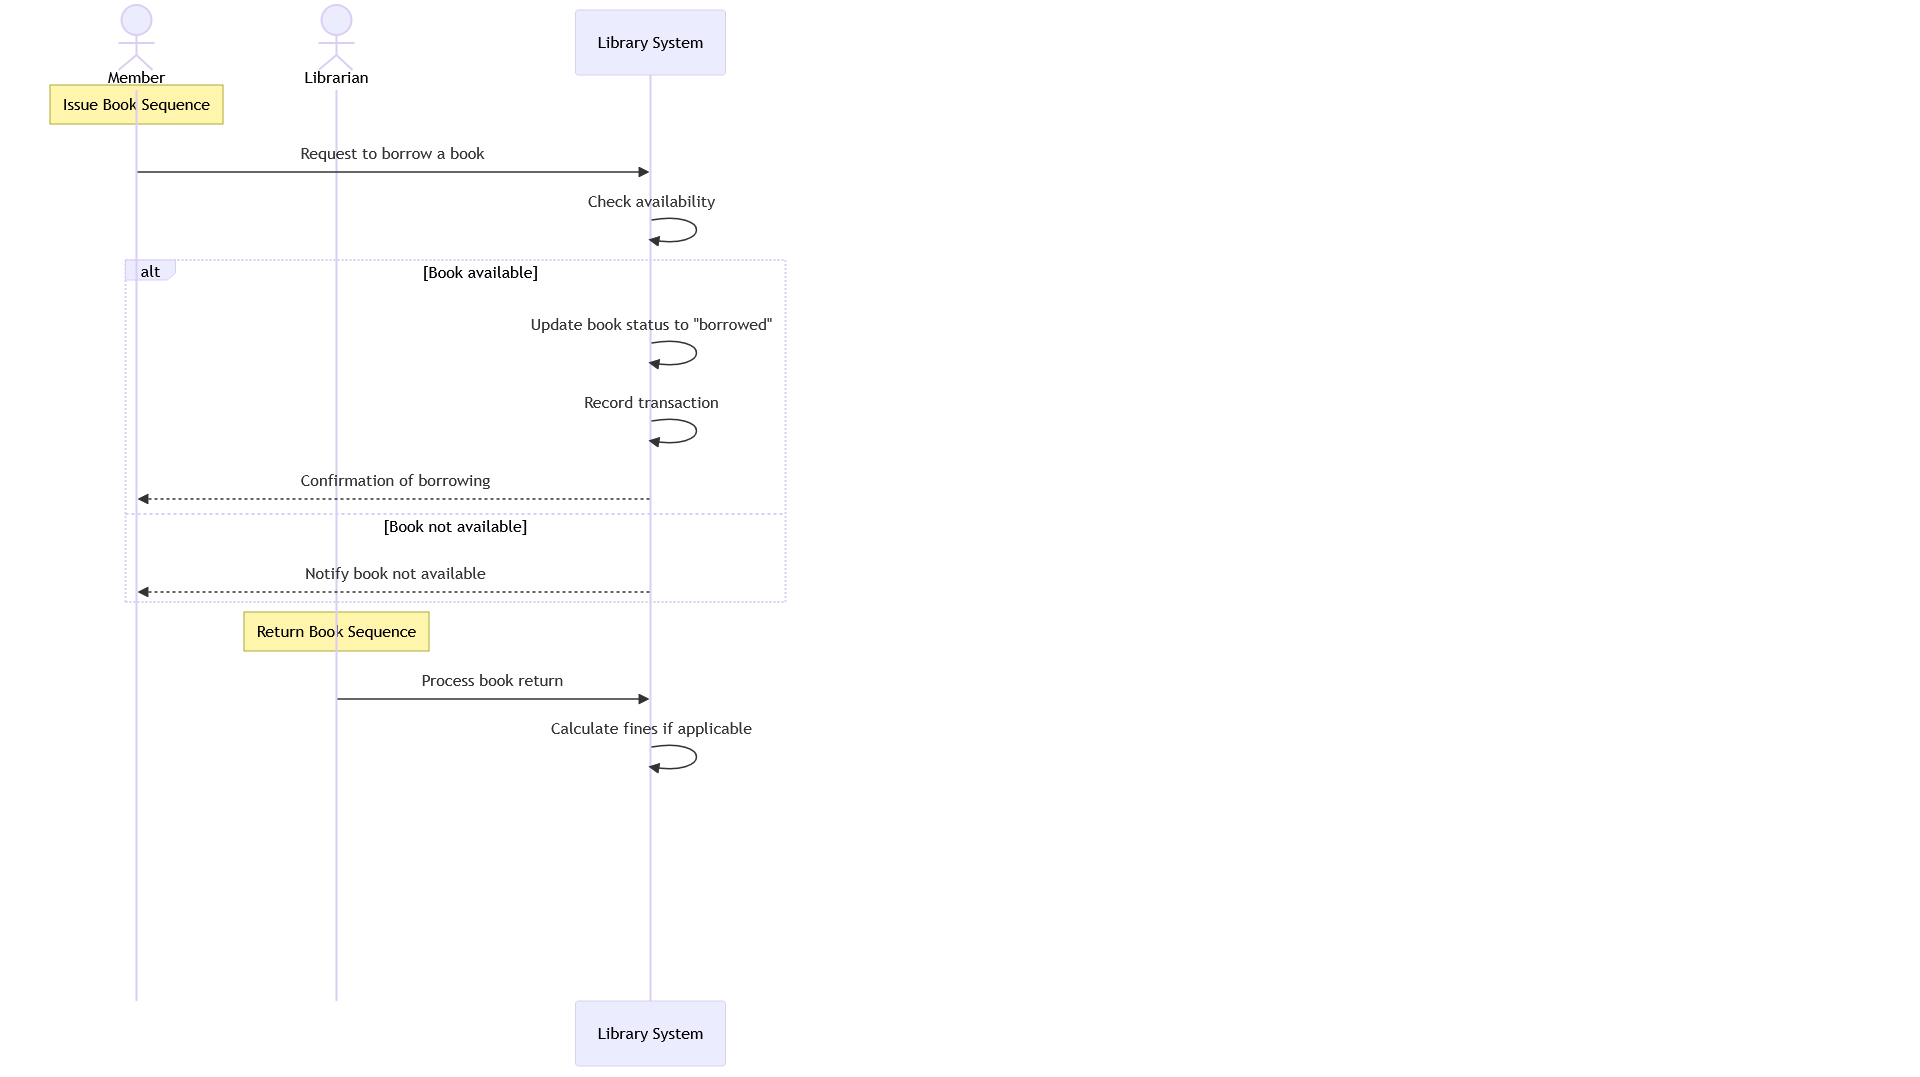 Member
Librarian
Library System
Issue Book Sequence
Request to borrow a book
Check availability
alt
[Book available]
Update book status to "borrowed"
Record transaction
Confirmation of borrowing
[Book not available]
Notify book not available
Return Book Sequence
Process book return
Calculate fines if applicable
Library System